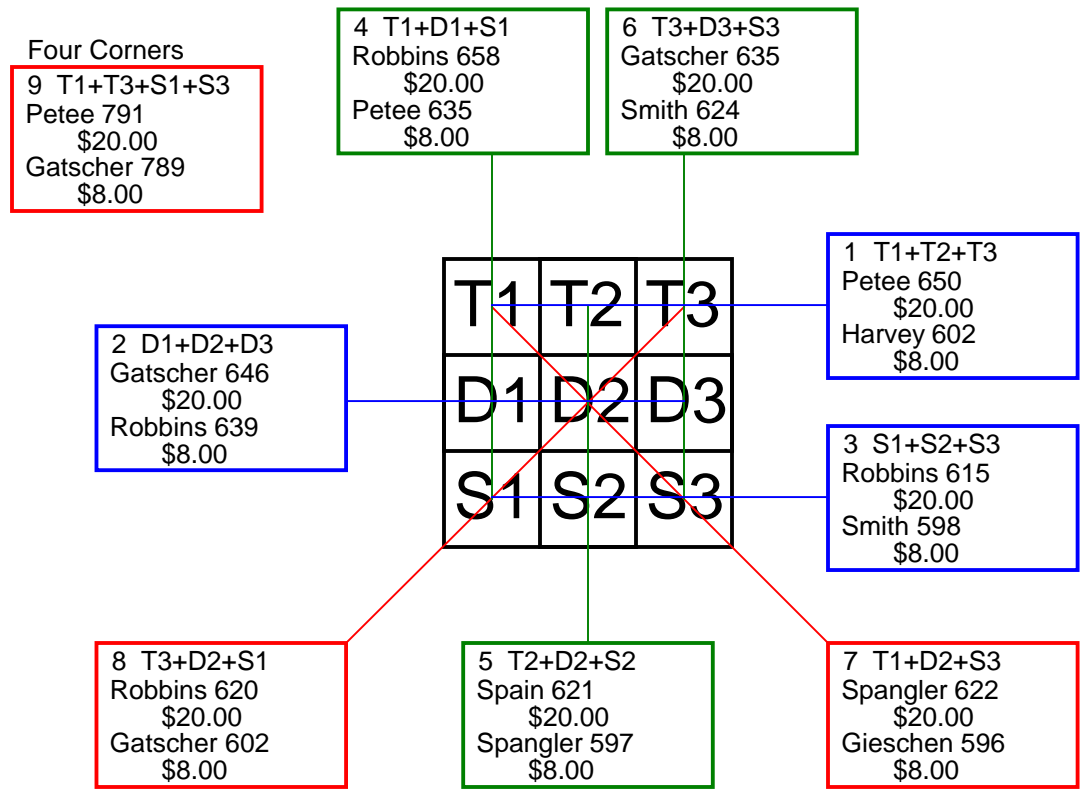 Four Corners
9 T1+T3+S1+S3
Petee 791
$20.00
Gatscher 789
$8.00
4 T1+D1+S1
Robbins 658
$20.00
Petee 635
$8.00
6 T3+D3+S3
Gatscher 635
$20.00
Smith 624
$8.00
1 T1+T2+T3
Petee 650
$20.00
Harvey 602
$8.00
2 D1+D2+D3
Gatscher 646
$20.00
Robbins 639
$8.00
T1 T2 T3
D1 D2 D3
S1 S2 S3
3 S1+S2+S3
Robbins 615
$20.00
Smith 598
$8.00
8 T3+D2+S1
Robbins 620
$20.00
Gatscher 602
$8.00
5 T2+D2+S2
Spain 621
$20.00
Spangler 597
$8.00
7 T1+D2+S3
Spangler 622
$20.00
Gieschen 596
$8.00